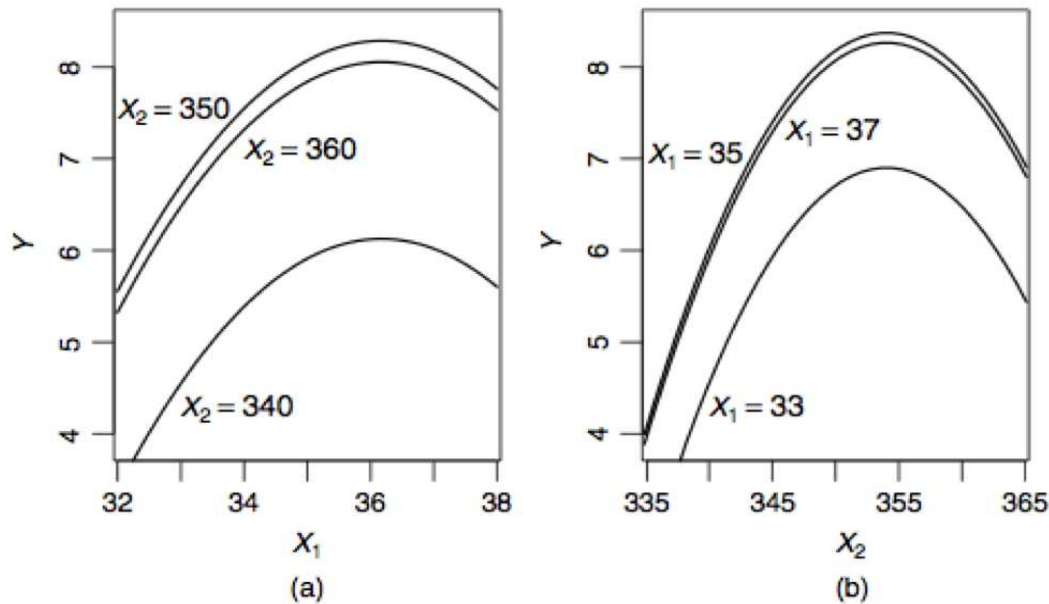 8
7
6
5
4
Y
X₂ = 350
X₂ = 360
X₂ = 340
32 34 36 38
X₁
(a)
8
7
6
5
4
Y
X₁ = 37
X₁ = 35
X₁ = 33
335 345 355 365
X₂
(b)